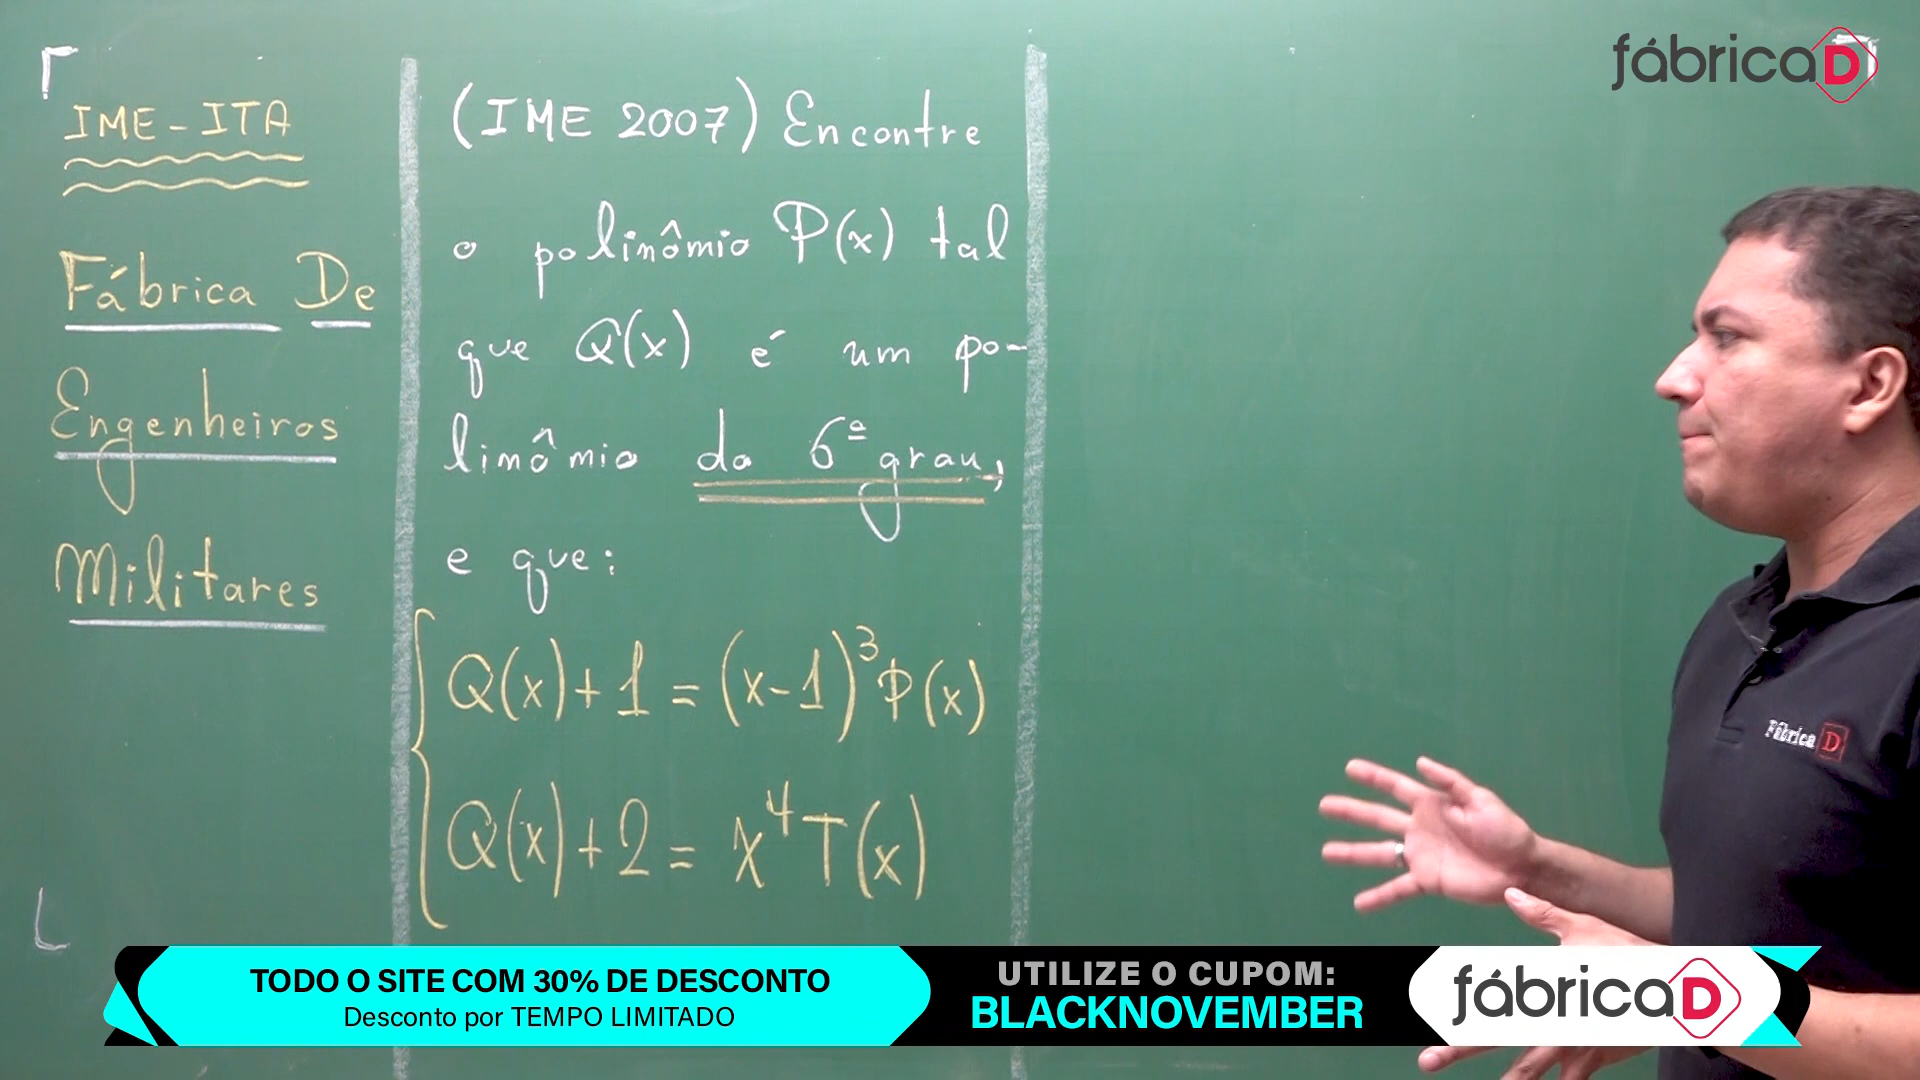 IME-ITA
Fábrica De
Engenheiros
Militares
(IME 2007) Encontre
o polinômio P(x) tal
que Q(x) é um po-
linômio do 6º grau,
e que:
Q(x)+1=(x-1)³P(x)
Q(x)+2=x⁴T(x)
fábricaD
Fábrica D
TODO O SITE COM 30% DE DESCONTO
Desconto por TEMPO LIMITADO
UTILIZE O CUPOM:
BLACKNOVEMBER
fábricaD